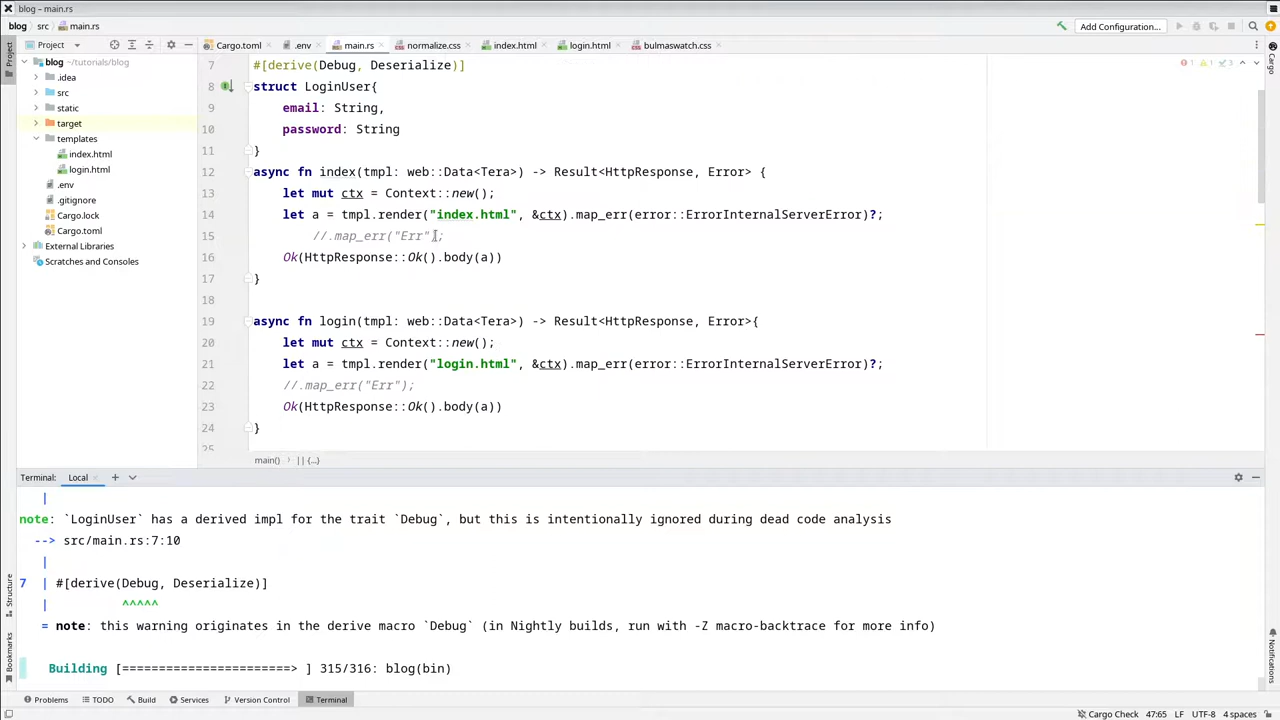 blog – main.rs
blog
src
main.rs
Add Configuration...
Project
Cargo.toml
.env
main.rs
normalize.css
index.html
login.html
bulmaswatch.css
Project
Cargo
blog ~/tutorials/blog
.idea
src
static
target
templates
index.html
login.html
.env
.gitignore
Cargo.lock
Cargo.toml
External Libraries
Scratches and Consoles
1 1 3
7 #[derive(Debug, Deserialize)]
8 struct LoginUser{
9 email: String,
10 password: String
11 }
12 async fn index(tmpl: web::Data<Tera>) -> Result<HttpResponse, Error> {
13 let mut ctx = Context::new();
14 let a = tmpl.render("index.html", &ctx).map_err(error::ErrorInternalServerError)?;
15 //.map_err("Err");
16 Ok(HttpResponse::Ok().body(a))
17 }
18
19 async fn login(tmpl: web::Data<Tera>) -> Result<HttpResponse, Error>{
20 let mut ctx = Context::new();
21 let a = tmpl.render("login.html", &ctx).map_err(error::ErrorInternalServerError)?;
22 //.map_err("Err");
23 Ok(HttpResponse::Ok().body(a))
24 }
25
main() || {...}
Terminal: Local
|
note: `LoginUser` has a derived impl for the trait `Debug`, but this is intentionally ignored during dead code analysis
--> src/main.rs:7:10
|
7 | #[derive(Debug, Deserialize)]
| ^^^^^
= note: this warning originates in the derive macro `Debug` (in Nightly builds, run with -Z macro-backtrace for more info)
Building [=======================> ] 315/316: blog(bin)
Structure
Bookmarks
Notifications
Problems
TODO
Build
Services
Version Control
Terminal
Cargo Check
47:65
LF
UTF-8
4 spaces